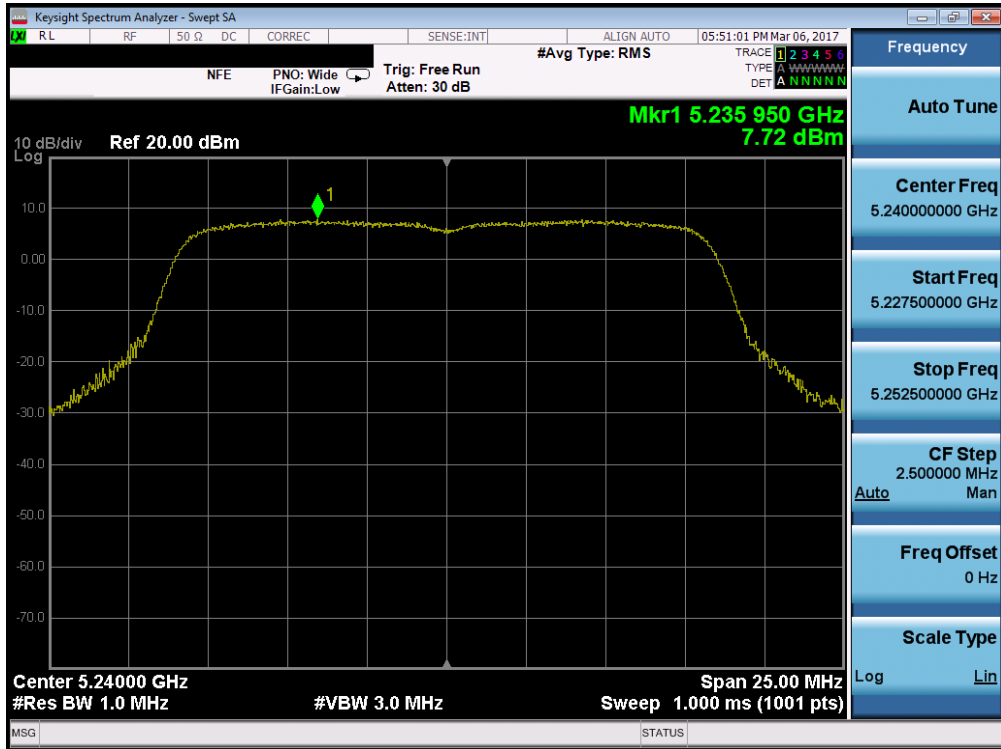 Keysight Spectrum Analyzer - Swept SA
LXI RL RF 50 Ω DC CORREC SENSE:INT ALIGN AUTO 05:51:01 PM Mar 06, 2017
NFE PNO: Wide Trig: Free Run #Avg Type: RMS TRACE 1 2 3 4 5 6
IFGain:Low Atten: 30 dB TYPE A WWWWW
DET A N N N N N
Mkr1 5.235 950 GHz
7.72 dBm
10 dB/div Ref 20.00 dBm
Log
1
10.0
0.00
-10.0
-20.0
-30.0
-40.0
-50.0
-60.0
-70.0
Center 5.24000 GHz Span 25.00 MHz
#Res BW 1.0 MHz #VBW 3.0 MHz Sweep 1.000 ms (1001 pts)
MSG STATUS
Frequency
Auto Tune
Center Freq
5.240000000 GHz
Start Freq
5.227500000 GHz
Stop Freq
5.252500000 GHz
CF Step
2.500000 MHz
Auto Man
Freq Offset
0 Hz
Scale Type
Log Lin